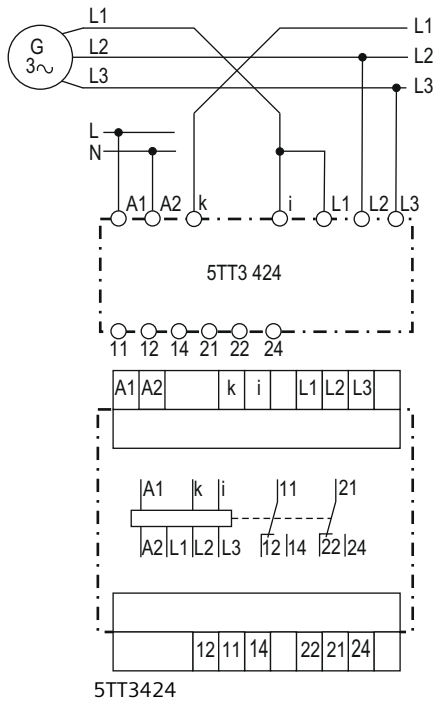 L1 L1
G 3~ L2 L2
L3 L3
L
N
A1 A2 k i L1 L2 L3
5TT3 424
11 12 14 21 22 24
A1 A2 k i L1 L2 L3
A1 k i 11 21
A2 L1 L2 L3 12 14 22 24
12 11 14 22 21 24
5TT3424